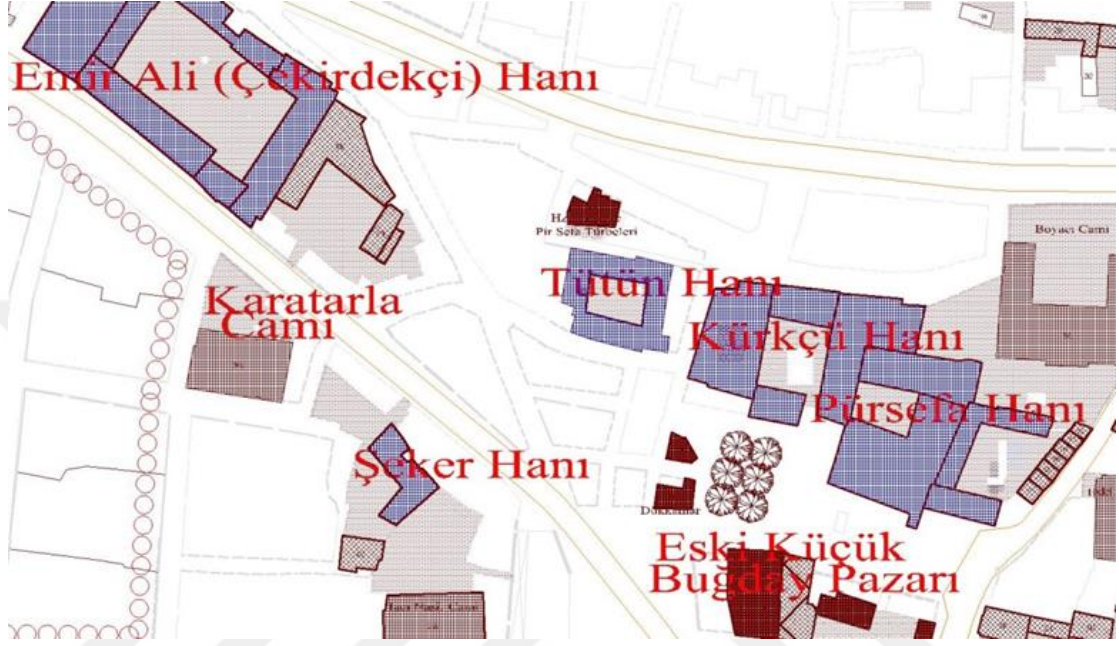 Emir Ali (Çekirdekçi) Hanı
Pir Sefa Türbeleri
Boyacı Cami
Tütün Hanı
Karatarla
Cami
Kürkçü Hanı
Pürsefa Hanı
Şeker Hanı
Dükkanlar
Eski Küçük
Buğday Pazarı